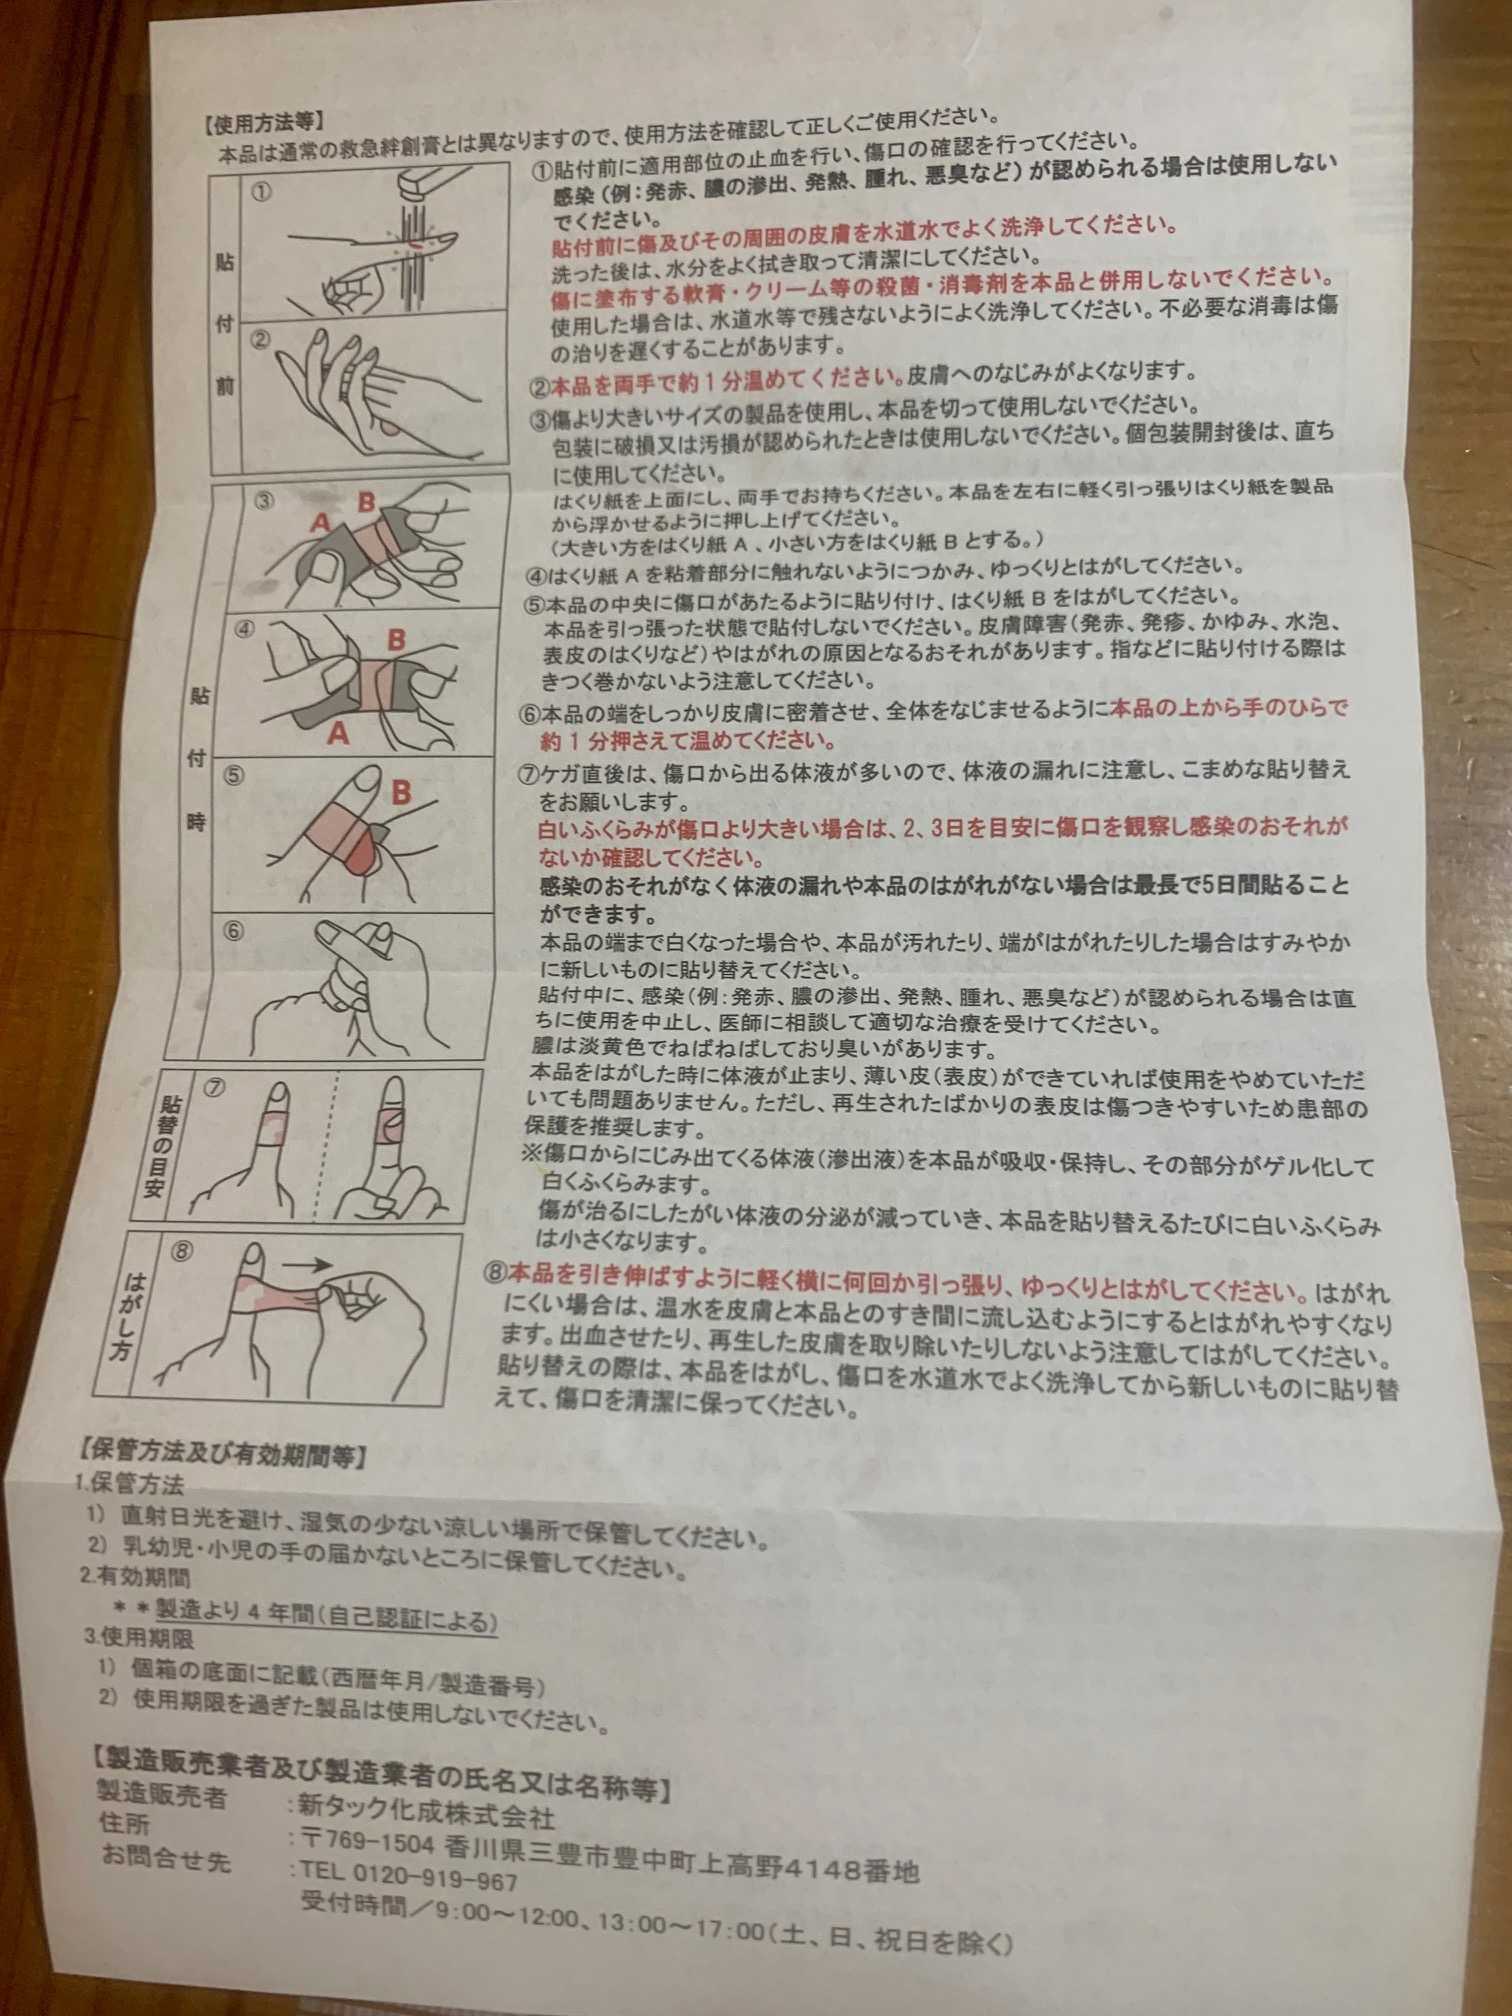 【使用方法等】
本品は通常の救急絆創膏とは異なりますので、使用方法を確認して正しくご使用ください。
貼付前
①
②
①貼付前に適用部位の止血を行い、傷口の確認を行ってください。
感染（例：発赤、膿の滲出、発熱、腫れ、悪臭など）が認められる場合は使用しない
でください。
貼付前に傷及びその周囲の皮膚を水道水でよく洗浄してください。
洗った後は、水分をよく拭き取って清潔にしてください。
傷に塗布する軟膏・クリーム等の殺菌・消毒剤を本品と併用しないでください。
使用した場合は、水道水等で残さないようによく洗浄してください。不必要な消毒は傷
の治りを遅くすることがあります。
②本品を両手で約1分温めてください。皮膚へのなじみがよくなります。
貼付時
③
A
B
④
B
A
⑤
B
⑥
③傷より大きいサイズの製品を使用し、本品を切って使用しないでください。
包装に破損又は汚損が認められたときは使用しないでください。個包装開封後は、直ち
に使用してください。
はくり紙を上面にし、両手でお持ちください。本品を左右に軽く引っ張りはくり紙を製品
から浮かせるように押し上げてください。
（大きい方をはくり紙 A 、小さい方をはくり紙 B とする。）
④はくり紙 A を粘着部分に触れないようにつかみ、ゆっくりとはがしてください。
⑤本品の中央に傷口があたるように貼り付け、はくり紙 B をはがしてください。
本品を引っ張った状態で貼付しないでください。皮膚障害（発赤、発疹、かゆみ、水泡、
表皮のはくりなど）やはがれの原因となるおそれがあります。指などに貼り付ける際は
きつく巻かないよう注意してください。
⑥本品の端をしっかり皮膚に密着させ、全体をなじませるように本品の上から手のひらで
約1分押さえて温めてください。
貼替の目安
⑦
⑦ケガ直後は、傷口から出る体液が多いので、体液の漏れに注意し、こまめな貼り替え
をお願いします。
白いふくらみが傷口より大きい場合は、2、3日を目安に傷口を観察し感染のおそれが
ないか確認してください。
感染のおそれがなく体液の漏れや本品のはがれがない場合は最長で5日間貼ること
ができます。
本品の端まで白くなった場合や、本品が汚れたり、端がはがれたりした場合はすみやか
に新しいものに貼り替えてください。
貼付中に、感染（例：発赤、膿の滲出、発熱、腫れ、悪臭など）が認められる場合は直
ちに使用を中止し、医師に相談して適切な治療を受けてください。
膿は淡黄色でねばねばしており臭いがあります。
本品をはがした時に体液が止まり、薄い皮（表皮）ができていれば使用をやめていただ
いても問題ありません。ただし、再生されたばかりの表皮は傷つきやすいため患部の
保護を推奨します。
※傷口からにじみ出てくる体液（滲出液）を本品が吸収・保持し、その部分がゲル化して
白くふくらみます。
傷が治るにしたがい体液の分泌が減っていき、本品を貼り替えるたびに白いふくらみ
は小さくなります。
はがし方
⑧
⑧本品を引き伸ばすように軽く横に何回か引っ張り、ゆっくりとはがしてください。はがれ
にくい場合は、温水を皮膚と本品とのすき間に流し込むようにするとはがれやすくなり
ます。出血させたり、再生した皮膚を取り除いたりしないよう注意してはがしてください。
貼り替えの際は、本品をはがし、傷口を水道水でよく洗浄してから新しいものに貼り替
えて、傷口を清潔に保ってください。
【保管方法及び有効期間等】
1.保管方法
1） 直射日光を避け、湿気の少ない涼しい場所で保管してください。
2） 乳幼児・小児の手の届かないところに保管してください。
2.有効期間
＊＊製造より 4 年間（自己認証による）
3.使用期限
1） 個箱の底面に記載（西暦年月/製造番号）
2） 使用期限を過ぎた製品は使用しないでください。
【製造販売業者及び製造業者の氏名又は名称等】
製造販売者 ：新タック化成株式会社
住所 ：〒769-1504 香川県三豊市豊中町上高野4148番地
お問合せ先 ：TEL 0120-919-967
受付時間／9：00～12:00、13：00～17：00（土、日、祝日を除く）